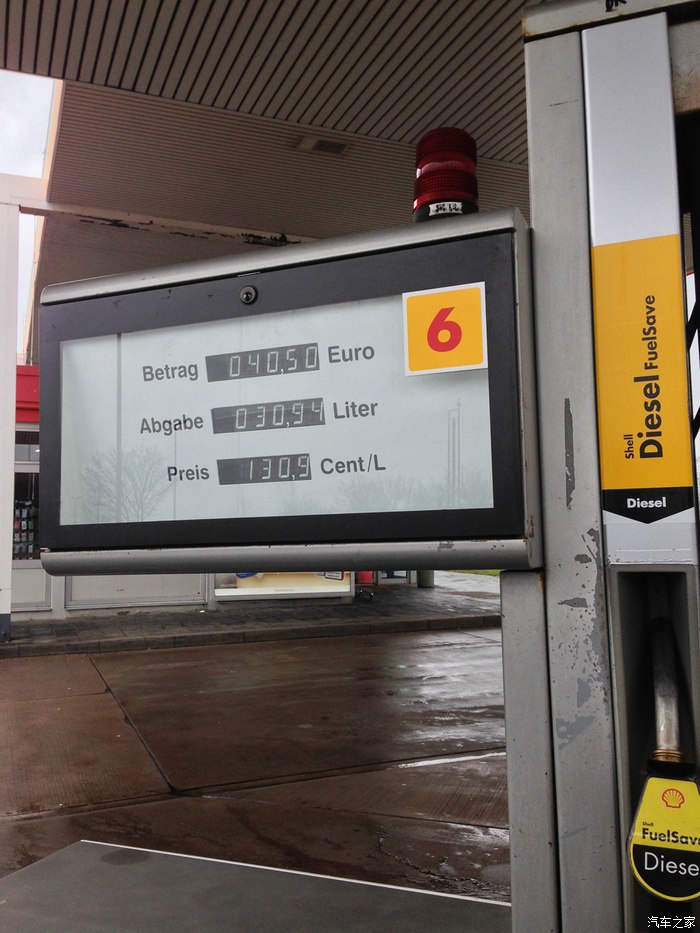 6
Betrag 040,50 Euro
Abgabe 030,94 Liter
Preis 130,9 Cent/L
Shell
Diesel FuelSave
Diesel
Shell
FuelSave
Diese
汽车之家